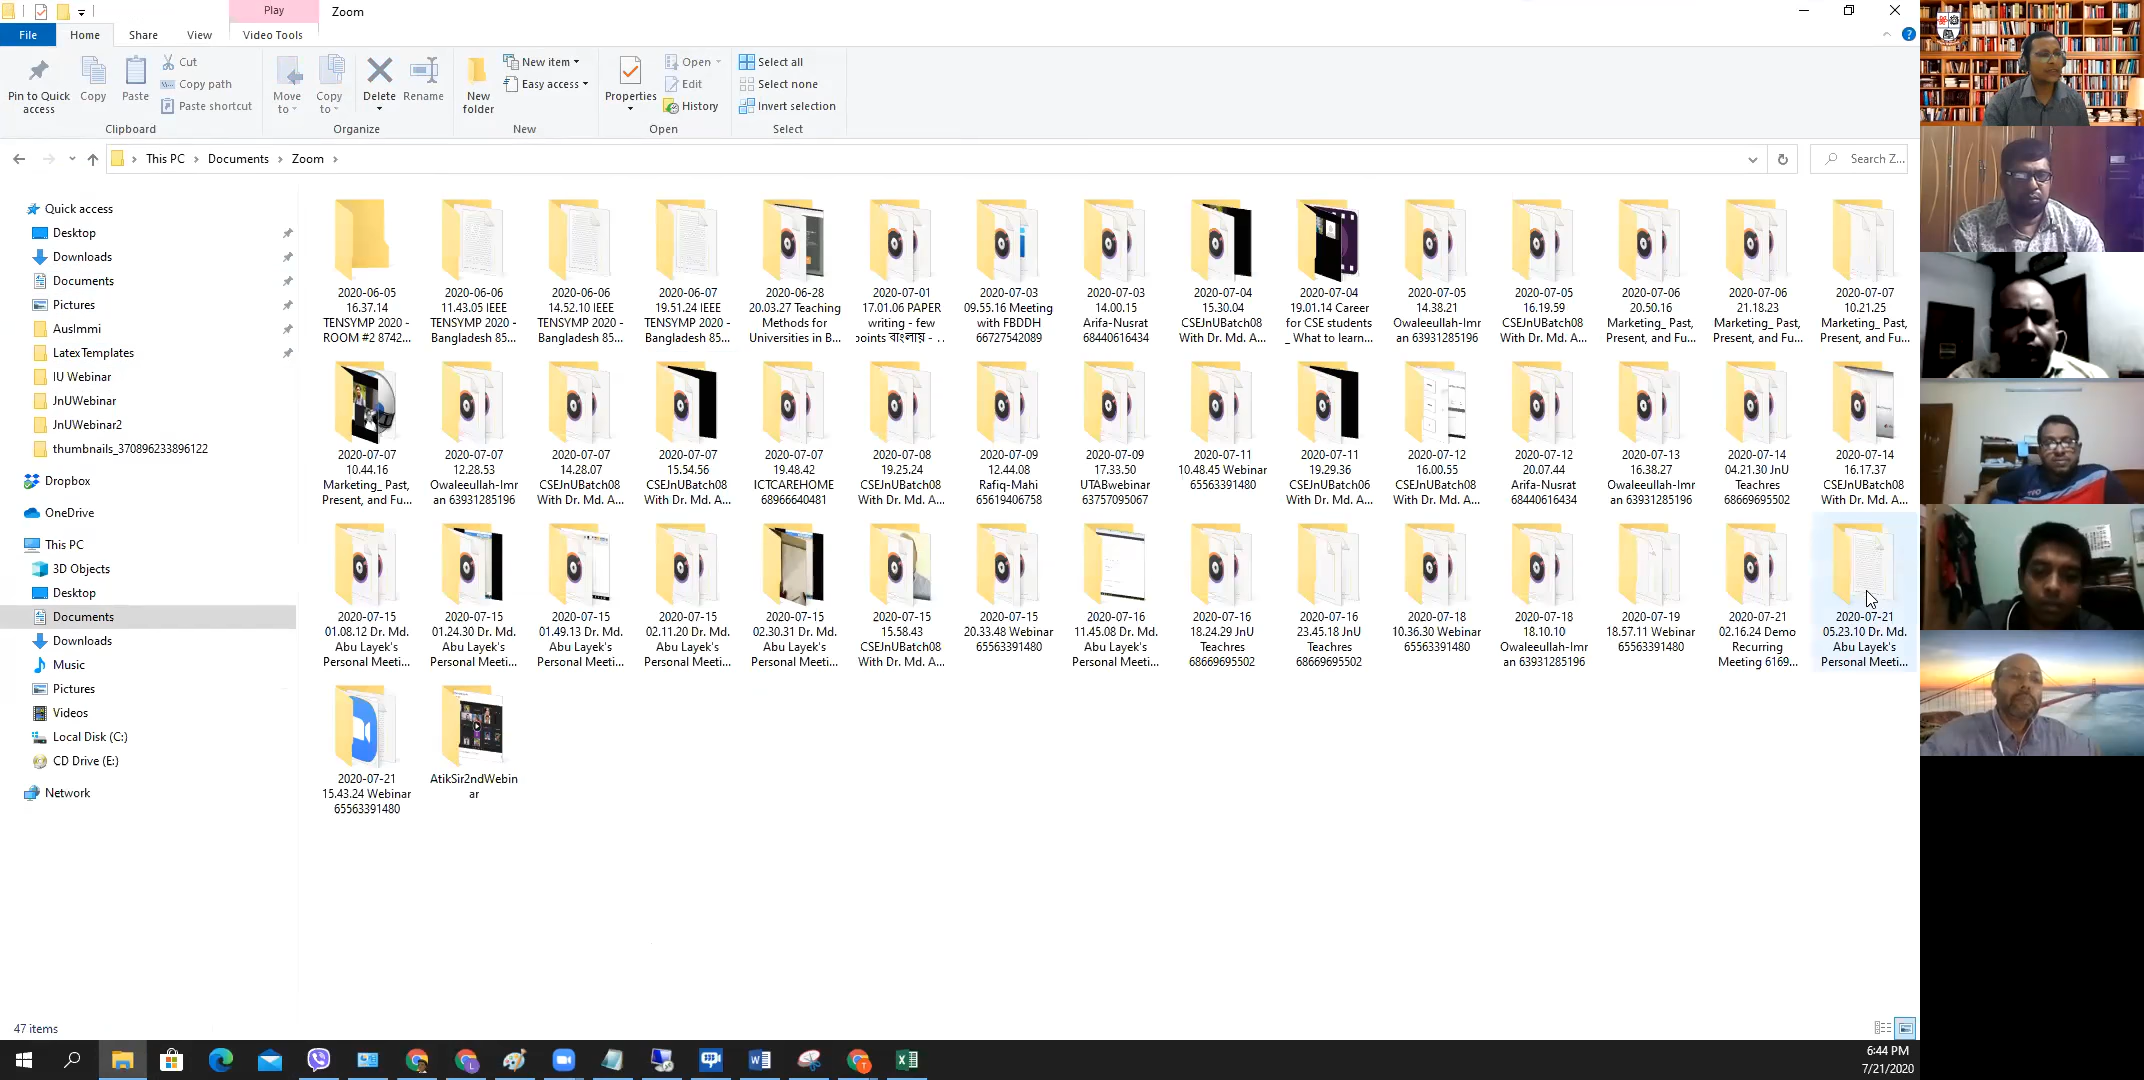 Play
Zoom
File
Home
Share
View
Video Tools
Pin to Quick
access
Copy
Paste
Cut
Copy path
Paste shortcut
Clipboard
Move
to
Copy
to
Delete
Rename
Organize
New
folder
New item
Easy access
New
Properties
Open
Edit
History
Open
Select all
Select none
Invert selection
Select
This PC > Documents > Zoom >
Search Z...
Quick access
Desktop
Downloads
Documents
Pictures
AusImmi
LatexTemplates
IU Webinar
JnUWebinar
JnUWebinar2
thumbnails_370896233896122
Dropbox
OneDrive
This PC
3D Objects
Desktop
Documents
Downloads
Music
Pictures
Videos
Local Disk (C:)
CD Drive (E:)
Network
2020-06-05
16.37.14
TENSYMP 2020 -
ROOM #2 8742...
2020-06-06
11.43.05 IEEE
TENSYMP 2020 -
Bangladesh 85...
2020-06-06
14.52.10 IEEE
TENSYMP 2020 -
Bangladesh 85...
2020-06-07
19.51.24 IEEE
TENSYMP 2020 -
Bangladesh 85...
2020-06-28
20.03.27 Teaching
Methods for
Universities in B...
2020-07-01
17.01.06 PAPER
writing - few
points বাংলায় - ...
2020-07-03
09.55.16 Meeting
with FBDDH
66727542089
2020-07-03
14.00.15
Arifa-Nusrat
68440616434
2020-07-04
15.30.04
CSEJnUBatch08
With Dr. Md. A...
2020-07-04
19.01.14 Career
for CSE students
_ What to learn...
2020-07-05
14.38.21
Owaleeullah-Imr
an 63931285196
2020-07-05
16.19.59
CSEJnUBatch08
With Dr. Md. A...
2020-07-06
20.50.16
Marketing_ Past,
Present, and Fu...
2020-07-06
21.18.23
Marketing_ Past,
Present, and Fu...
2020-07-07
10.21.25
Marketing_ Past,
Present, and Fu...
2020-07-07
10.44.16
Marketing_ Past,
Present, and Fu...
2020-07-07
12.28.53
Owaleeullah-Imr
an 63931285196
2020-07-07
14.28.07
CSEJnUBatch08
With Dr. Md. A...
2020-07-07
15.54.56
CSEJnUBatch08
With Dr. Md. A...
2020-07-07
19.48.42
ICTCAREHOME
68966640481
2020-07-08
19.25.24
CSEJnUBatch08
With Dr. Md. A...
2020-07-09
12.44.08
Rafiq-Mahi
65619406758
2020-07-09
17.33.50
UTABwebinar
63757095067
2020-07-11
10.48.45 Webinar
65563391480
2020-07-11
19.29.36
CSEJnUBatch06
With Dr. Md. A...
2020-07-12
16.00.55
CSEJnUBatch08
With Dr. Md. A...
2020-07-12
20.07.44
Arifa-Nusrat
68440616434
2020-07-13
16.38.27
Owaleeullah-Imr
an 63931285196
2020-07-14
04.21.30 JnU
Teachres
68669695502
2020-07-14
16.17.37
CSEJnUBatch08
With Dr. Md. A...
2020-07-15
01.08.12 Dr. Md.
Abu Layek's
Personal Meeti...
2020-07-15
01.24.30 Dr. Md.
Abu Layek's
Personal Meeti...
2020-07-15
01.49.13 Dr. Md.
Abu Layek's
Personal Meeti...
2020-07-15
02.11.20 Dr. Md.
Abu Layek's
Personal Meeti...
2020-07-15
02.30.31 Dr. Md.
Abu Layek's
Personal Meeti...
2020-07-15
15.58.43
CSEJnUBatch08
With Dr. Md. A...
2020-07-15
20.33.48 Webinar
65563391480
2020-07-16
11.45.08 Dr. Md.
Abu Layek's
Personal Meeti...
2020-07-16
18.24.29 JnU
Teachres
68669695502
2020-07-16
23.45.18 JnU
Teachres
68669695502
2020-07-18
10.36.30 Webinar
65563391480
2020-07-18
18.10.10
Owaleeullah-Imr
an 63931285196
2020-07-19
18.57.11 Webinar
65563391480
2020-07-21
02.16.24 Demo
Recurring
Meeting 6169...
2020-07-21
05.23.10 Dr. Md.
Abu Layek's
Personal Meeti...
2020-07-21
15.43.24 Webinar
65563391480
AtikSir2ndWebin
ar
47 items
6:44 PM
7/21/2020